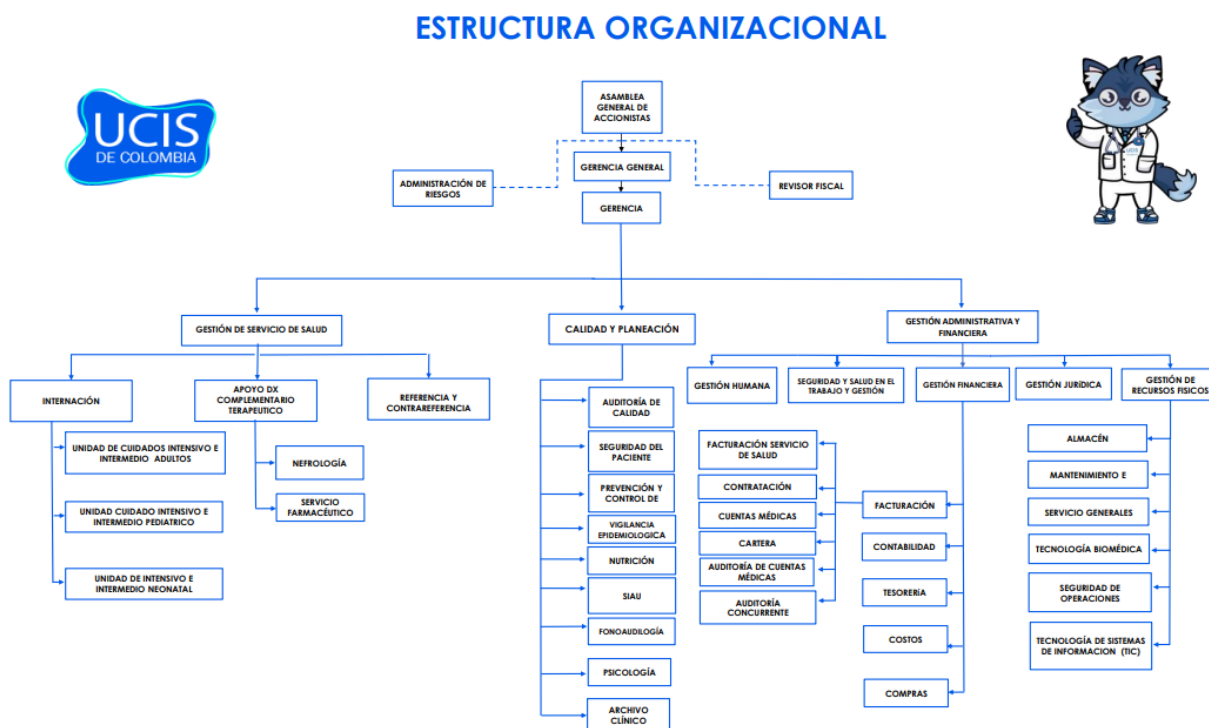 ESTRUCTURA ORGANIZACIONAL
UCIS
DE COLOMBIA
ASAMBLEA
GENERAL DE
ACCIONISTAS
GERENCIA GENERAL
ADMINISTRACIÓN DE
RIESGOS
REVISOR FISCAL
GERENCIA
GESTIÓN DE SERVICIO DE SALUD
CALIDAD Y PLANEACIÓN
GESTIÓN ADMINISTRATIVA Y
FINANCIERA
INTERNACIÓN
APOYO DX
COMPLEMENTARIO
TERAPEUTICO
REFERENCIA Y
CONTRAREFERENCIA
UNIDAD DE CUIDADOS INTENSIVO E
INTERMEDIO ADULTOS
UNIDAD CUIDADO INTENSIVO E
INTERMEDIO PEDIATRICO
UNIDAD DE INTENSIVO E
INTERMEDIO NEONATAL
NEFROLOGÍA
SERVICIO
FARMACÉUTICO
AUDITORÍA DE
CALIDAD
SEGURIDAD DEL
PACIENTE
PREVENCIÓN Y
CONTROL DE
VIGILANCIA
EPIDEMIOLOGICA
NUTRICIÓN
SIAU
FONOAUDILOGÍA
PSICOLOGÍA
ARCHIVO
CLÍNICO
GESTIÓN HUMANA
SEGURIDAD Y SALUD EN EL
TRABAJO Y GESTIÓN
GESTIÓN FINANCIERA
GESTIÓN JURÍDICA
GESTIÓN DE
RECURSOS FISICOS
FACTURACIÓN SERVICIO
DE SALUD
CONTRATACIÓN
CUENTAS MÉDICAS
CARTERA
AUDITORÍA DE CUENTAS
MÉDICAS
AUDITORÍA
CONCURRENTE
FACTURACIÓN
CONTABILIDAD
TESORERÍA
COSTOS
COMPRAS
ALMACÉN
MANTENIMIENTO E
SERVICIO GENERALES
TECNOLOGÍA BIOMÉDICA
SEGURIDAD DE
OPERACIONES
TECNOLOGÍA DE SISTEMAS
DE INFORMACION (TIC)